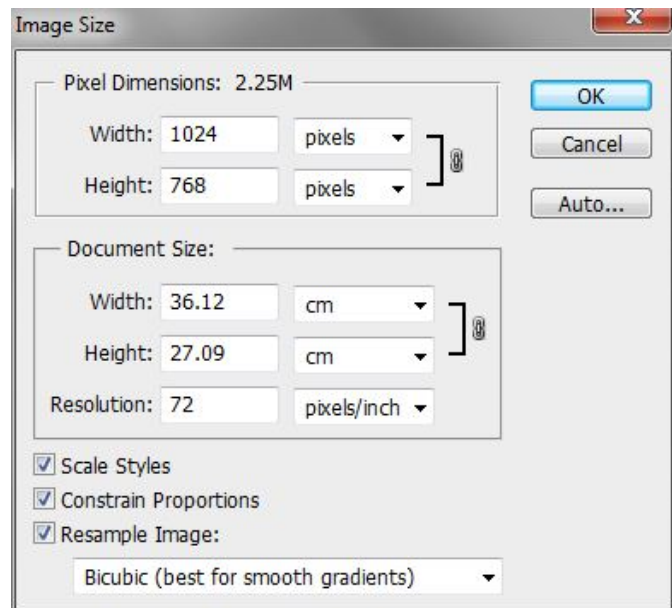 Image Size
X
Pixel Dimensions: 2.25M
Width: 1024 pixels
Height: 768 pixels
OK
Cancel
Auto...
Document Size:
Width: 36.12 cm
Height: 27.09 cm
Resolution: 72 pixels/inch
Scale Styles
Constrain Proportions
Resample Image:
Bicubic (best for smooth gradients)